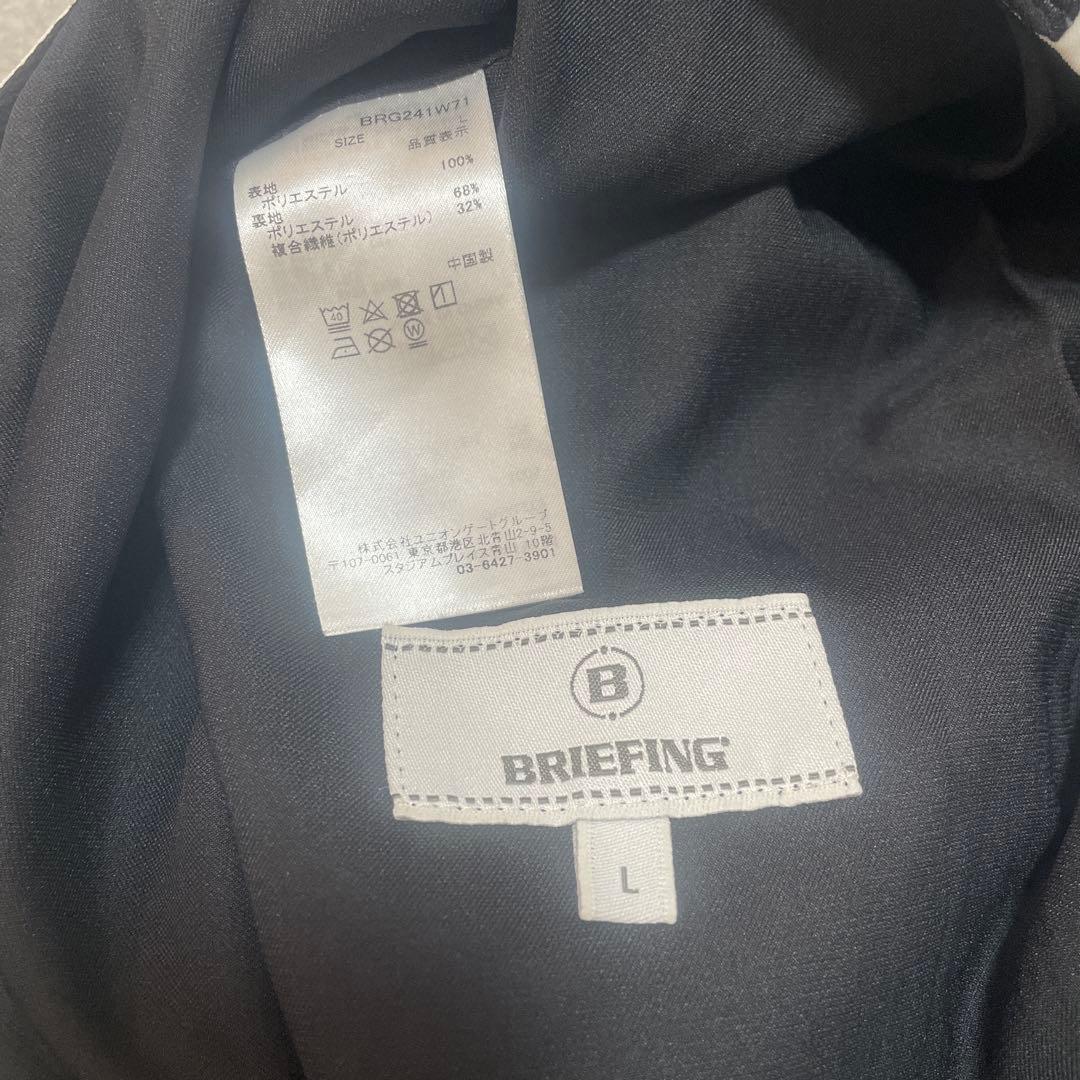 BRG241W71
SIZE L
品質表示
表地
ポリエステル 100%
裏地
ポリエステル 68%
複合繊維(ポリエステル) 32%
中国製
40
W
株式会社ユニオンゲートグループ
〒107-0061 東京都港区北青山2-9-5
スタジアムプレイス青山 10階
03-6427-3901
B
BRIEFING
L